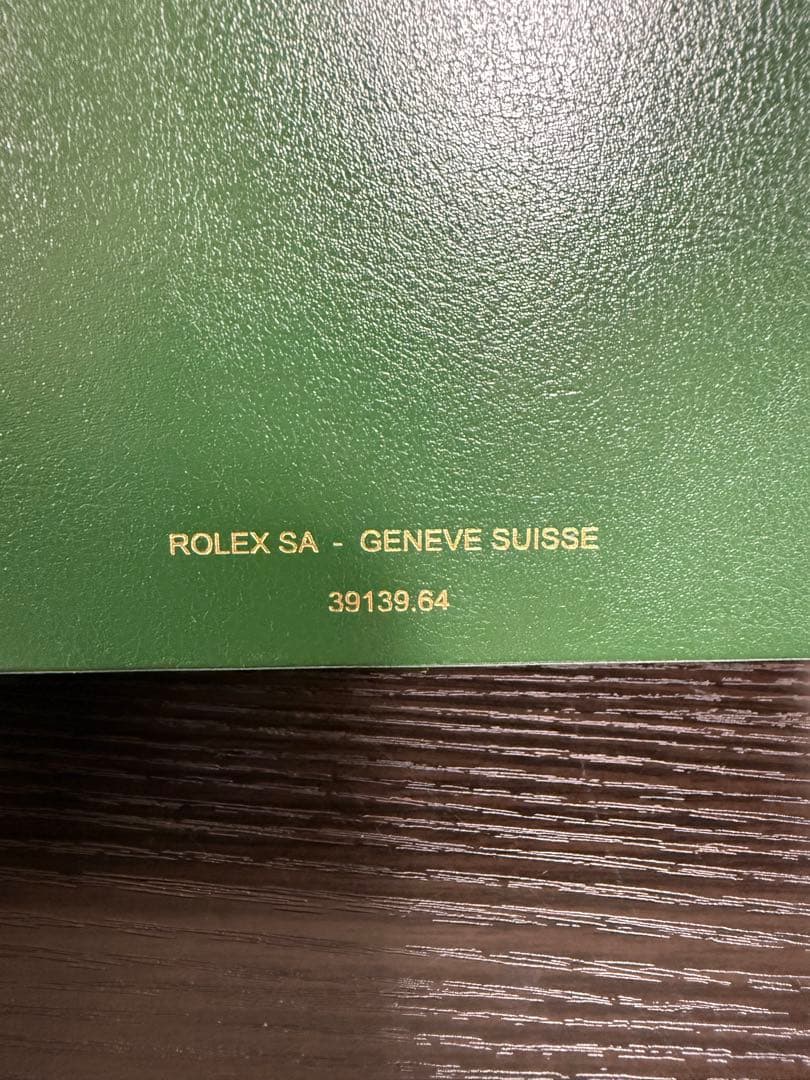 ROLEX SA - GENEVE SUISSE
39139.64